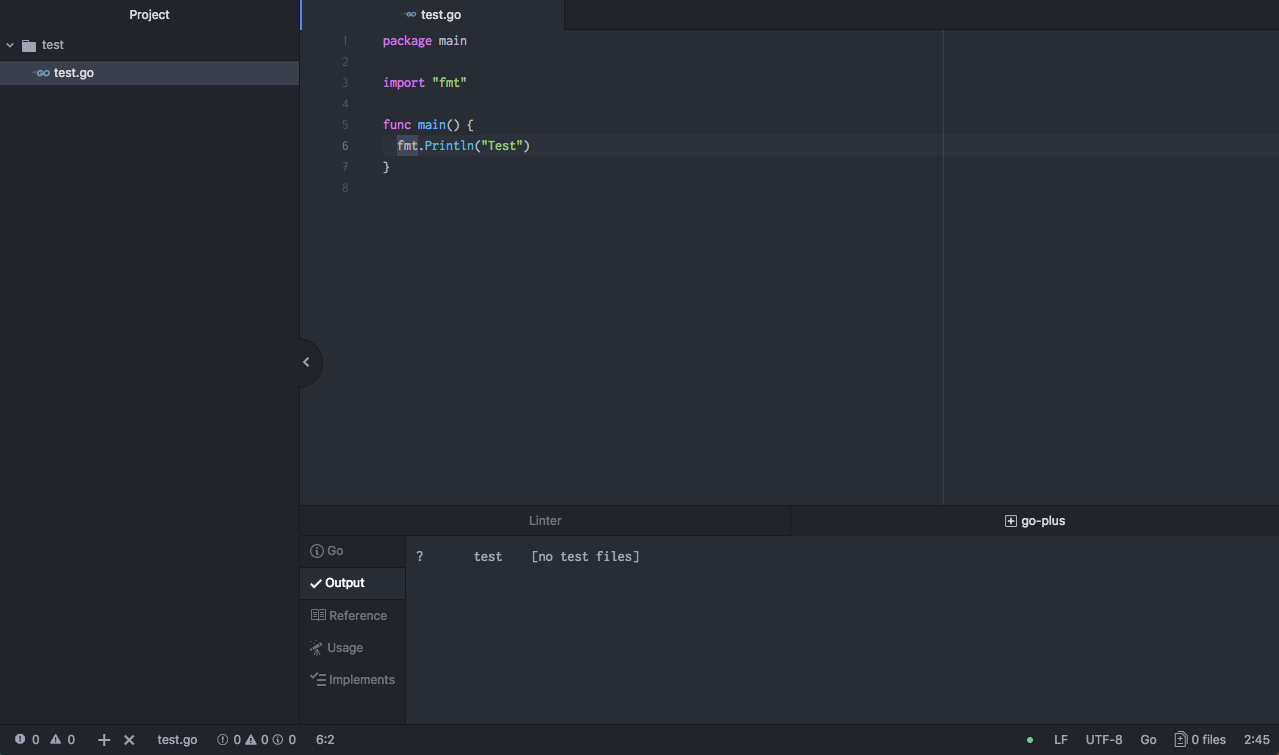 Project
test
GO test.go
GO test.go
1 package main
2
3 import "fmt"
4
5 func main() {
6 fmt.Println("Test")
7 }
8
Linter
go-plus
Go
Output
Reference
Usage
Implements
? test [no test files]
0 0 test.go 0 0 0 6:2 LF UTF-8 Go 0 files 2:45